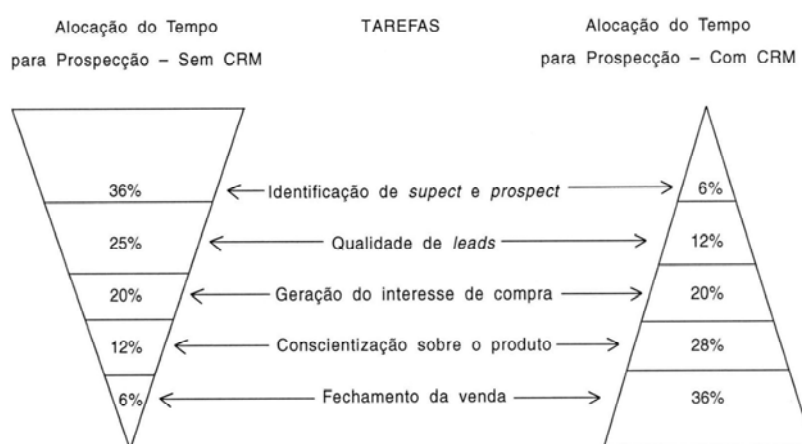 Alocação do Tempo
para Prospecção – Sem CRM
TAREFAS
Alocação do Tempo
para Prospecção – Com CRM
36%
Identificação de supect e prospect
6%
25%
Qualidade de leads
12%
20%
Geração do interesse de compra
20%
12%
Conscientização sobre o produto
28%
6%
Fechamento da venda
36%